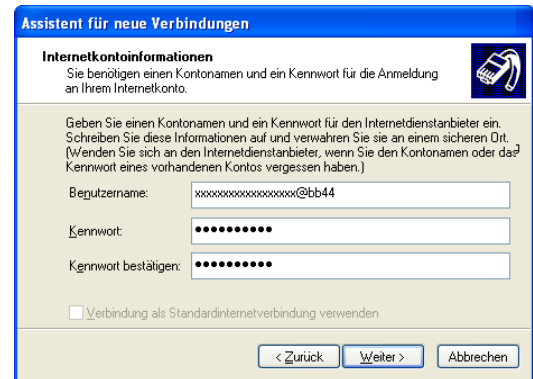 Assistent für neue Verbindungen
Internetkontoinformationen
Sie benötigen einen Kontonamen und ein Kennwort für die Anmeldung
an Ihrem Internetkonto.
Geben Sie einen Kontonamen und ein Kennwort für den Internetdienstanbieter ein.
Schreiben Sie diese Informationen auf und verwahren Sie sie an einem sicheren Ort.
(Wenden Sie sich an den Internetdienstanbieter, wenn Sie den Kontonamen oder das
Kennwort eines vorhandenen Kontos vergessen haben.)
Benutzername: xxxxxxxxxxxxxxxxx@bb44
Kennwort: ●●●●●●●●●●
Kennwort bestätigen: ●●●●●●●●●●
Verbindung als Standardinternetverbindung verwenden
< Zurück Weiter > Abbrechen